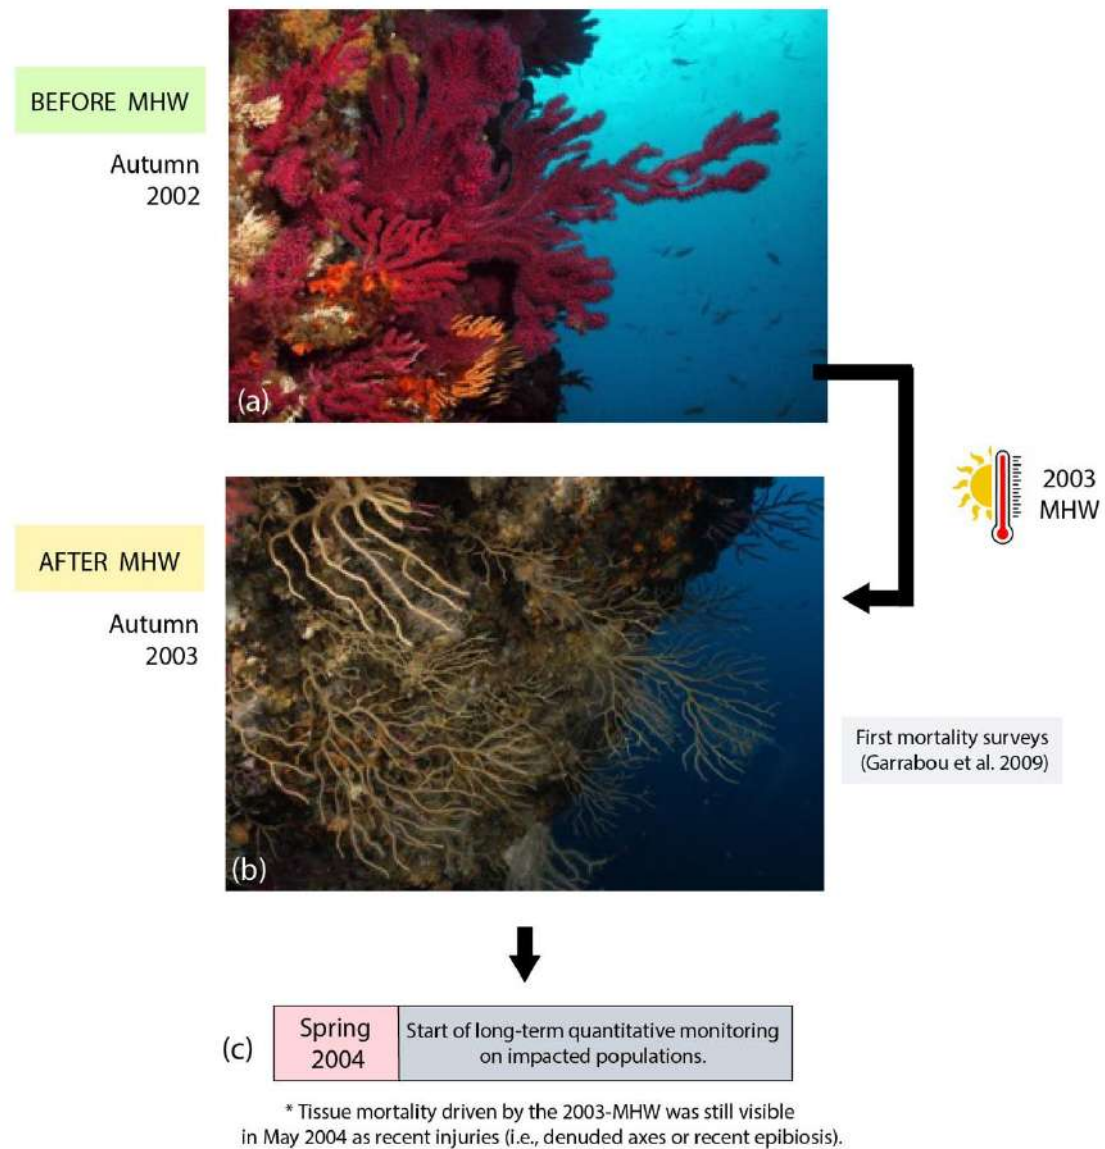 BEFORE MHW
Autumn
2002
(a)
2003
MHW
AFTER MHW
Autumn
2003
First mortality surveys
(Garrabou et al. 2009)
(b)
(c)
Spring
2004
Start of long-term quantitative monitoring
on impacted populations.
* Tissue mortality driven by the 2003-MHW was still visible
in May 2004 as recent injuries (i.e., denuded axes or recent epibiosis).